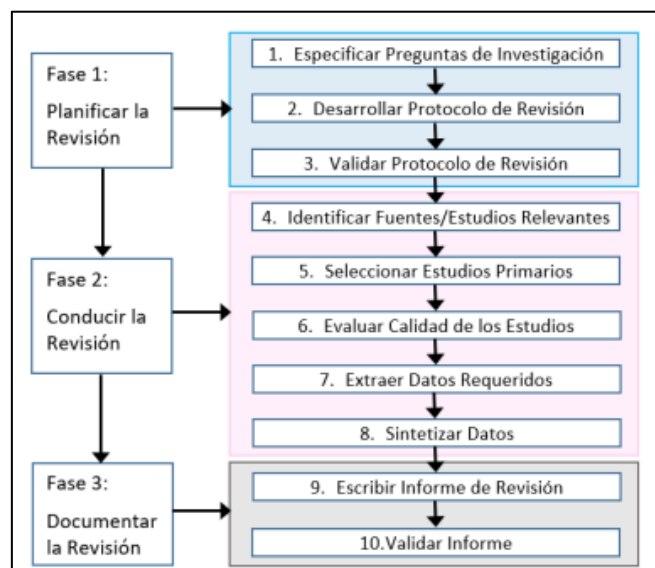 Fase 1:
Planificar la
Revisión
1. Especificar Preguntas de Investigación
2. Desarrollar Protocolo de Revisión
3. Validar Protocolo de Revisión
Fase 2:
Conducir la
Revisión
4. Identificar Fuentes/Estudios Relevantes
5. Seleccionar Estudios Primarios
6. Evaluar Calidad de los Estudios
7. Extraer Datos Requeridos
8. Sintetizar Datos
Fase 3:
Documentar
la Revisión
9. Escribir Informe de Revisión
10.Validar Informe